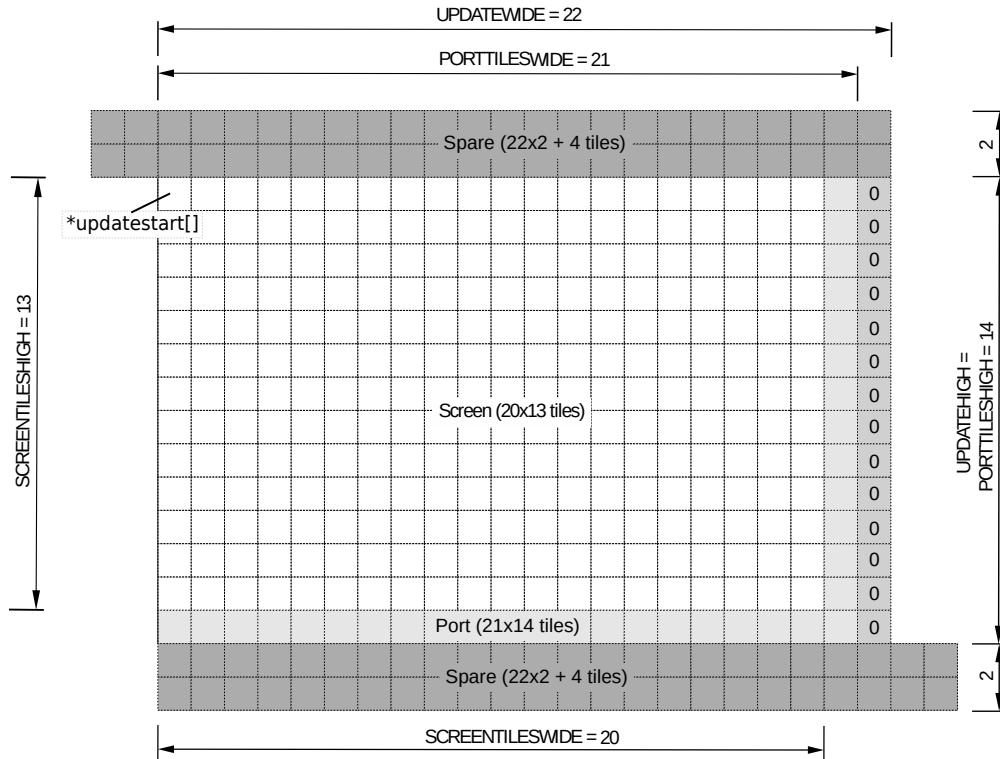 UPDATEWIDE = 22
PORTTILESWIDE = 21
Spare (22x2 + 4 tiles)
2
*updatestart[]
SCREENTILESHIGH = 13
Screen (20x13 tiles)
0
0
0
0
0
0
0
0
0
0
0
0
0
0
UPDATEHIGH =
PORTTILESHIGH = 14
Port (21x14 tiles)
Spare (22x2 + 4 tiles)
2
SCREENTILESWIDE = 20